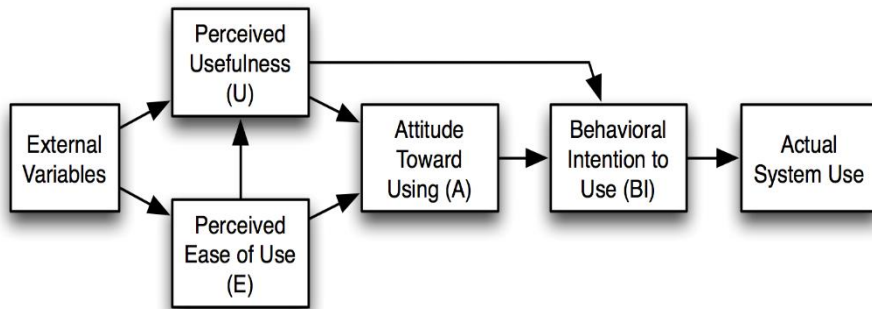 Perceived
Usefulness
(U)
External
Variables
Perceived
Ease of Use
(E)
Attitude
Toward
Using (A)
Behavioral
Intention to
Use (BI)
Actual
System Use